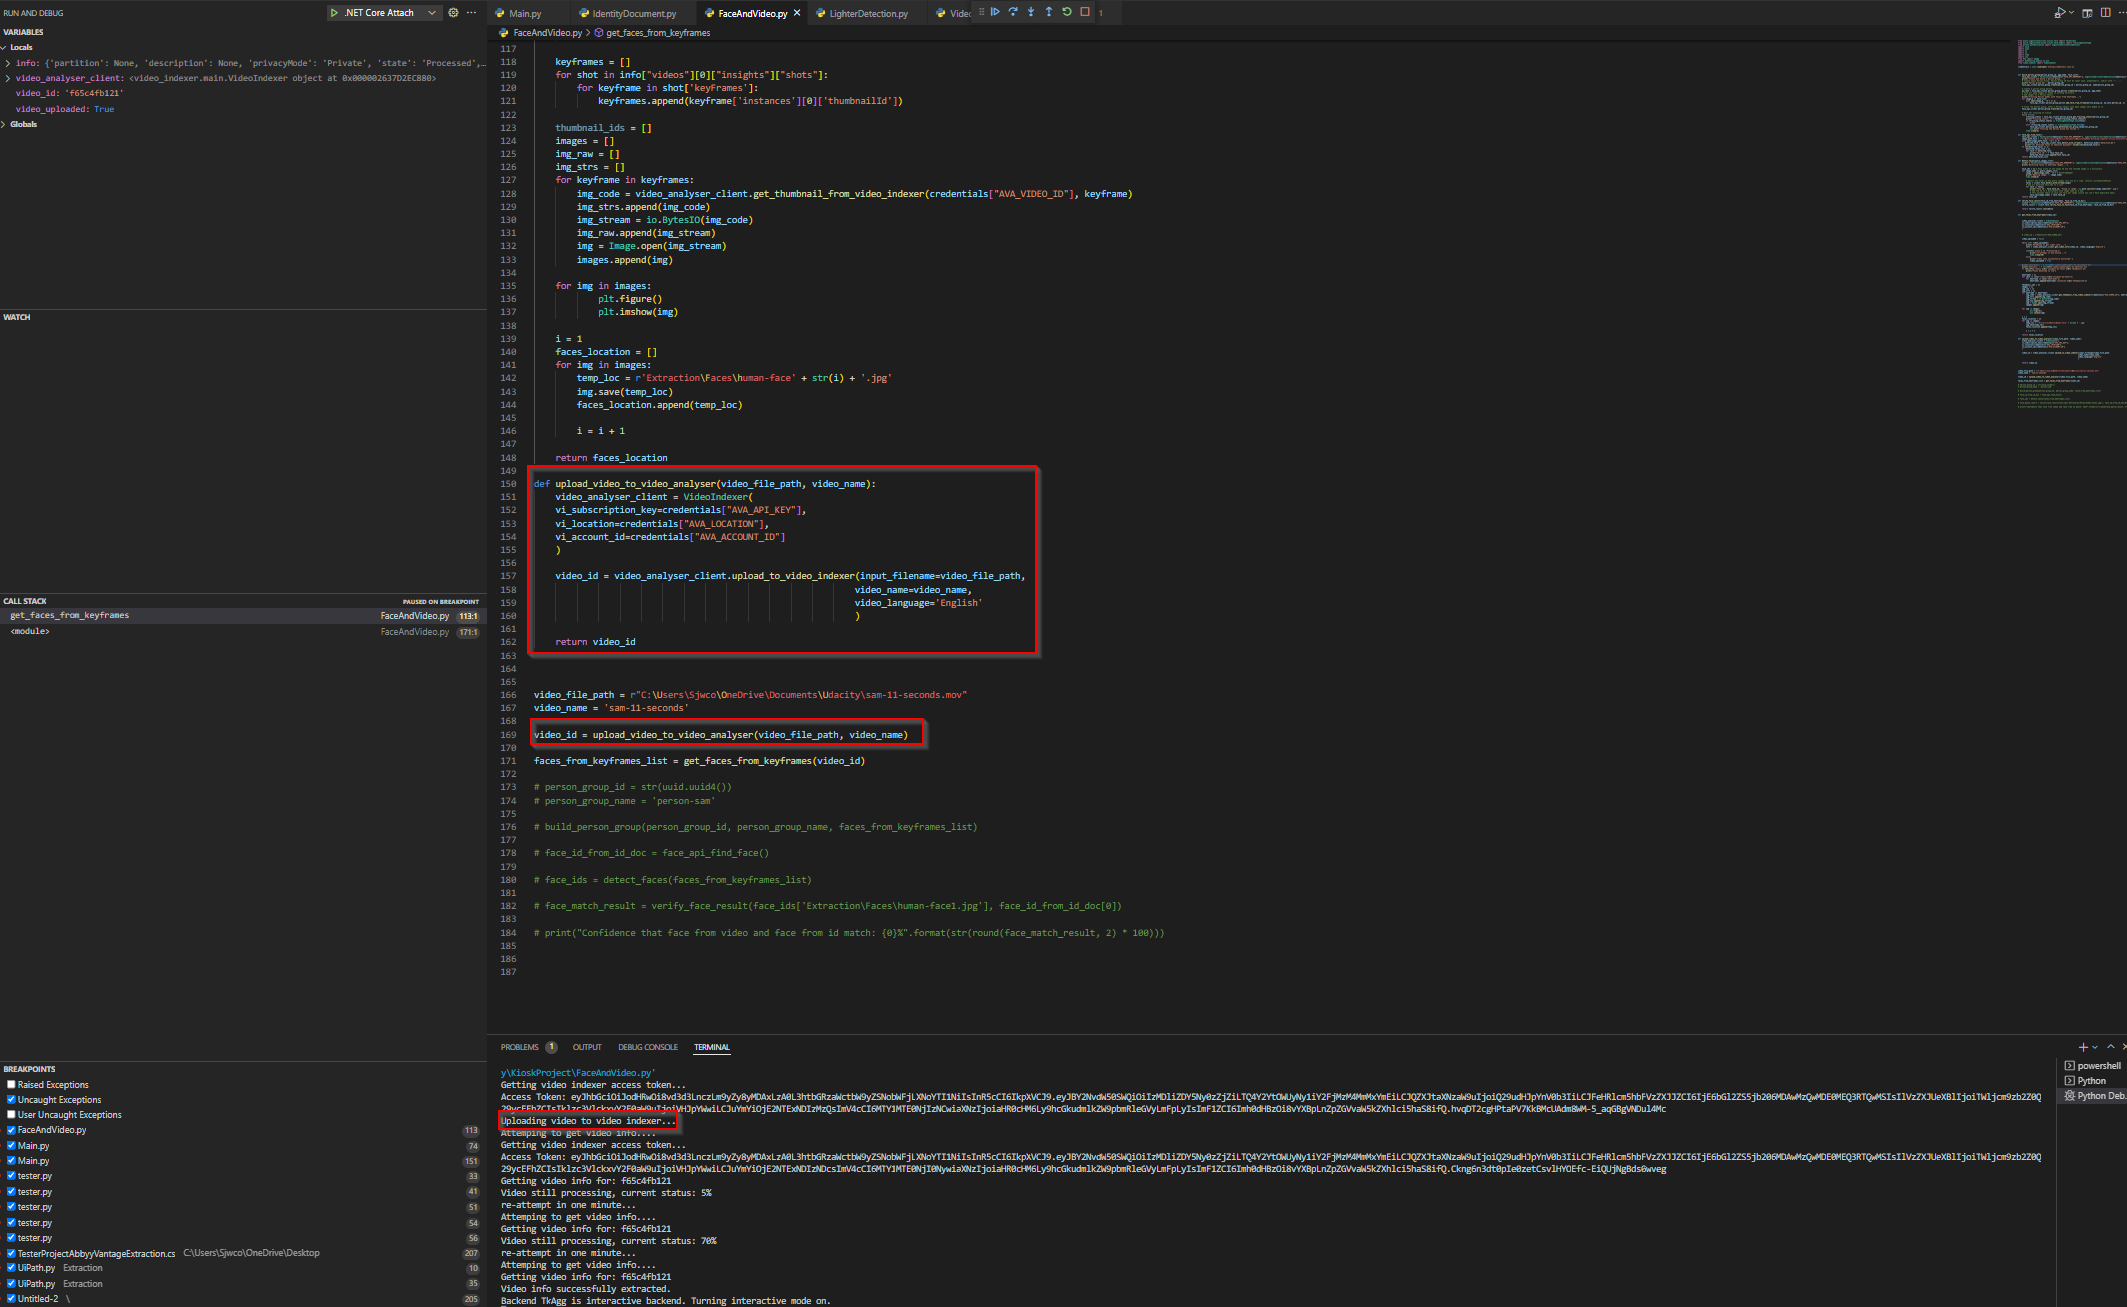 RUN AND DEBUG
.NET Core Attach
VARIABLES
Locals
info: {'partition': None, 'description': None, 'privacyMode': 'Private', 'state': 'Processed',…
video_analyser_client: <video_indexer.main.VideoIndexer object at 0x000002637D2EC880>
video_id: 'f65c4fb121'
video_uploaded: True
Globals
WATCH
CALL STACK PAUSED ON BREAKPOINT
get_faces_from_keyframes FaceAndVideo.py 113:1
<module> FaceAndVideo.py 171:1
BREAKPOINTS
Raised Exceptions
Uncaught Exceptions
User Uncaught Exceptions
FaceAndVideo.py 113
Main.py 74
Main.py 151
tester.py 33
tester.py 41
tester.py 51
tester.py 54
tester.py 56
TesterProjectAbbyyVantageExtraction.cs C:\Users\Sjwco\OneDrive\Desktop 207
UiPath.py Extraction 10
UiPath.py Extraction 35
Untitled-2 \ 205
Main.py IdentityDocument.py FaceAndVideo.py LighterDetection.py 1
FaceAndVideo.py > get_faces_from_keyframes
117
118 keyframes = []
119 for shot in info["videos"][0]["insights"]["shots"]:
120 for keyframe in shot['keyFrames']:
121 keyframes.append(keyframe['instances'][0]['thumbnailId'])
122
123 thumbnail_ids = []
124 images = []
125 img_raw = []
126 img_strs = []
127 for keyframe in keyframes:
128 img_code = video_analyser_client.get_thumbnail_from_video_indexer(credentials["AVA_VIDEO_ID"], keyframe)
129 img_strs.append(img_code)
130 img_stream = io.BytesIO(img_code)
131 img_raw.append(img_stream)
132 img = Image.open(img_stream)
133 images.append(img)
134
135 for img in images:
136 plt.figure()
137 plt.imshow(img)
138
139 i = 1
140 faces_location = []
141 for img in images:
142 temp_loc = r'Extraction\Faces\human-face' + str(i) + '.jpg'
143 img.save(temp_loc)
144 faces_location.append(temp_loc)
145
146 i = i + 1
147
148 return faces_location
149
150 def upload_video_to_video_analyser(video_file_path, video_name):
151 video_analyser_client = VideoIndexer(
152 vi_subscription_key=credentials["AVA_API_KEY"],
153 vi_location=credentials["AVA_LOCATION"],
154 vi_account_id=credentials["AVA_ACCOUNT_ID"]
155 )
156
157 video_id = video_analyser_client.upload_to_video_indexer(input_filename=video_file_path,
158 video_name=video_name,
159 video_language='English'
160 )
161
162 return video_id
163
164
165
166 video_file_path = r"C:\Users\Sjwco\OneDrive\Documents\Udacity\sam-11-seconds.mov"
167 video_name = 'sam-11-seconds'
168
169 video_id = upload_video_to_video_analyser(video_file_path, video_name)
170
171 faces_from_keyframes_list = get_faces_from_keyframes(video_id)
172
173 # person_group_id = str(uuid.uuid4())
174 # person_group_name = 'person-sam'
175
176 # build_person_group(person_group_id, person_group_name, faces_from_keyframes_list)
177
178 # face_id_from_id_doc = face_api_find_face()
179
180 # face_ids = detect_faces(faces_from_keyframes_list)
181
182 # face_match_result = verify_face_result(face_ids['Extraction\Faces\human-face1.jpg'], face_id_from_id_doc[0])
183
184 # print("Confidence that face from video and face from id match: {0}%".format(str(round(face_match_result, 2) * 100)))
185
186
187
PROBLEMS 1 OUTPUT DEBUG CONSOLE TERMINAL
y\KioskProject\FaceAndVideo.py'
Getting video indexer access token...
Access Token:
Uploading video to video indexer...
Attemping to get video info....
Getting video indexer access token...
Access Token:
Getting video info for: f65c4fb121
Video still processing, current status: 5%
re-attempt in one minute...
Attemping to get video info....
Getting video info for: f65c4fb121
Video still processing, current status: 70%
re-attempt in one minute...
Attemping to get video info....
Getting video info for: f65c4fb121
Video info successfully extracted.
Backend TkAgg is interactive backend. Turning interactive mode on.
powershell
Python
Python Deb…